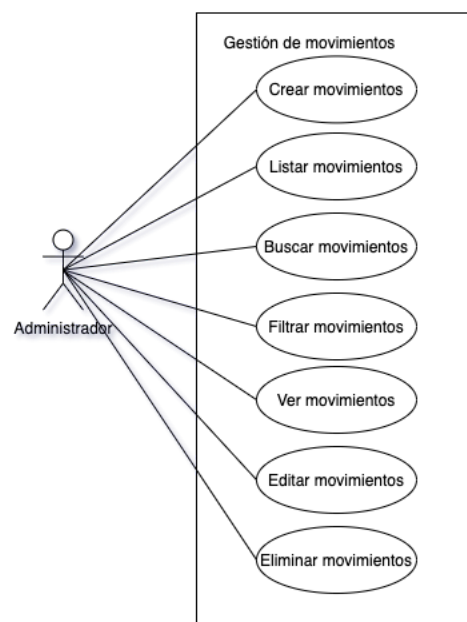 Gestión de movimientos
Crear movimientos
Listar movimientos
Buscar movimientos
Administrador
Filtrar movimientos
Ver movimientos
Editar movimientos
Eliminar movimientos